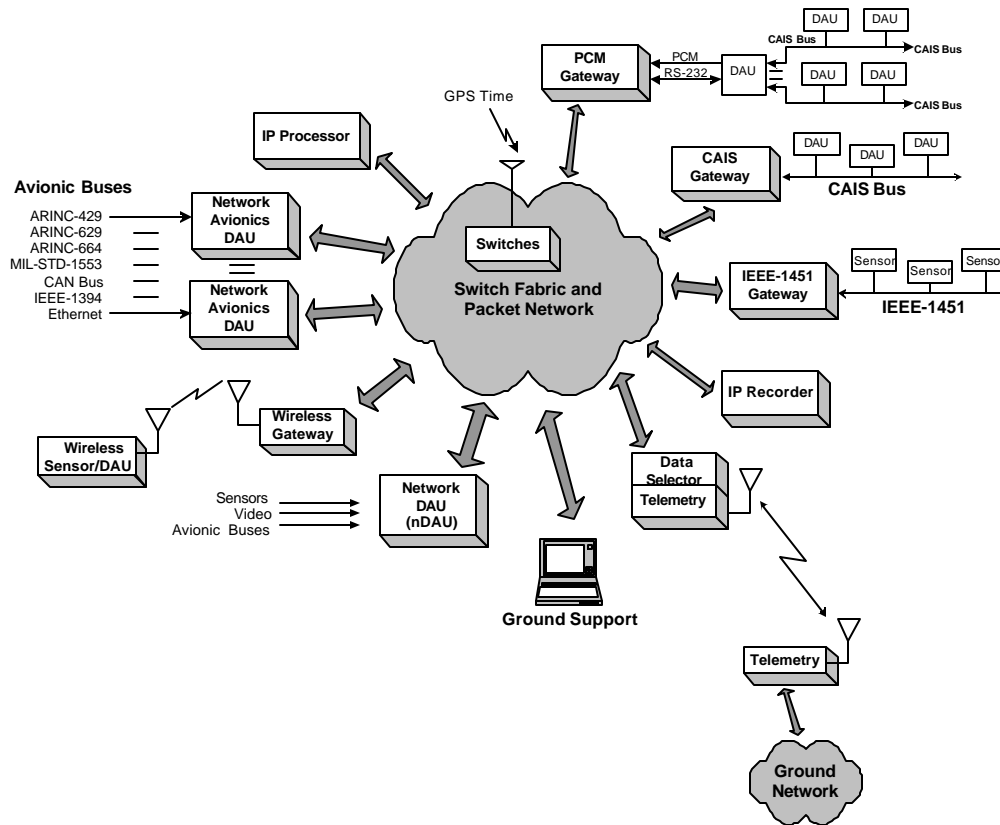 DAU
DAU
CAIS Bus
CAIS Bus
PCM
Gateway
PCM
RS-232
DAU
DAU
DAU
CAIS Bus
GPS Time
IP Processor
CAIS
Gateway
DAU
DAU
DAU
CAIS Bus
Avionic Buses
ARINC-429
ARINC-629
ARINC-664
MIL-STD-1553
CAN Bus
IEEE-1394
Ethernet
Network
Avionics
DAU
Network
Avionics
DAU
Switches
Switch Fabric and
Packet Network
IEEE-1451
Gateway
Sensor
Sensor
Sensor
IEEE-1451
IP Recorder
Wireless
Gateway
Wireless
Sensor/DAU
Data
Selector
Telemetry
Sensors
Video
Avionic Buses
Network
DAU
(nDAU)
Ground Support
Telemetry
Ground
Network